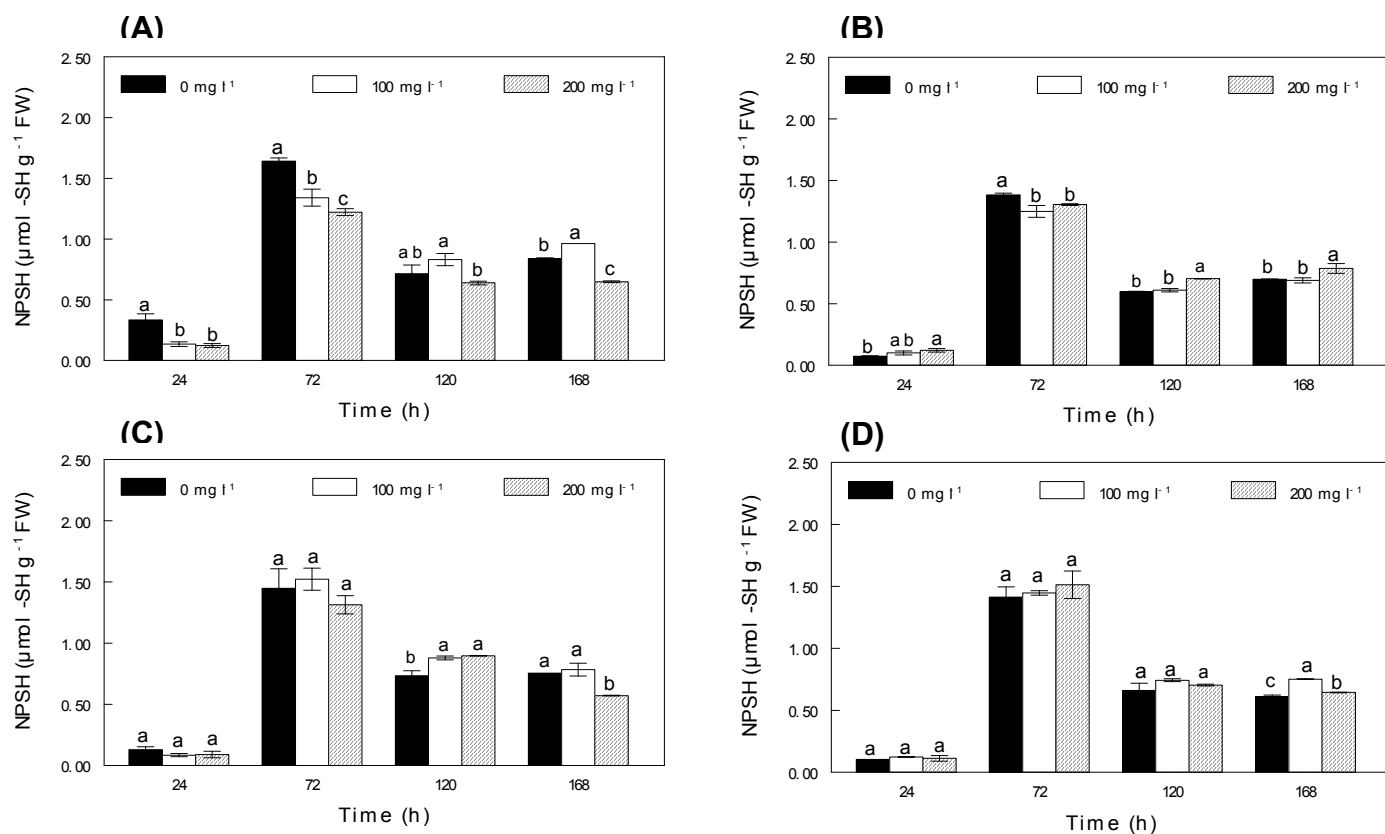 (A)
NPSH (µmol -SH g⁻¹ FW)
2.50
2.00
1.50
1.00
0.50
0.00
0 mg l⁻¹ 100 mg l⁻¹ 200 mg l⁻¹
a b b
a b c
ab a b
b a c
24 72 120 168
Time (h)
(B)
NPSH (µmol -SH g⁻¹ FW)
2.50
2.00
1.50
1.00
0.50
0.00
0 mg l⁻¹ 100 mg l⁻¹ 200 mg l⁻¹
b ab a
a b b
b b a
b b a
24 72 120 168
Time (h)
(C)
NPSH (µmol -SH g⁻¹ FW)
2.50
2.00
1.50
1.00
0.50
0.00
0 mg l⁻¹ 100 mg l⁻¹ 200 mg l⁻¹
a a a
a a a
b a a
a a b
24 72 120 168
Time (h)
(D)
NPSH (µmol -SH g⁻¹ FW)
2.50
2.00
1.50
1.00
0.50
0.00
0 mg l⁻¹ 100 mg l⁻¹ 200 mg l⁻¹
a a a
a a a
a a a
c a b
24 72 120 168
Time (h)